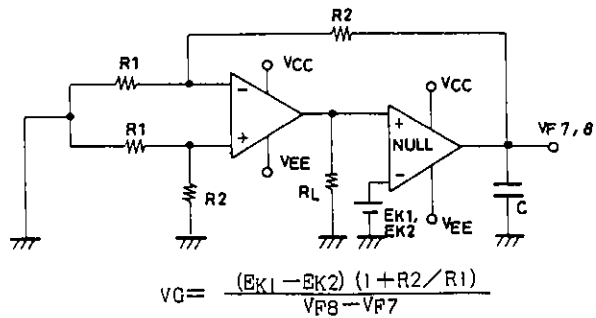 R2
R1
VCC
VCC
−
+
NULL
VF7,8
R1
+
−
VEE
R2
RL
EK1,
EK2
VEE
C
VG= (EK1−EK2) (1+R2/R1)
VF8−VF7